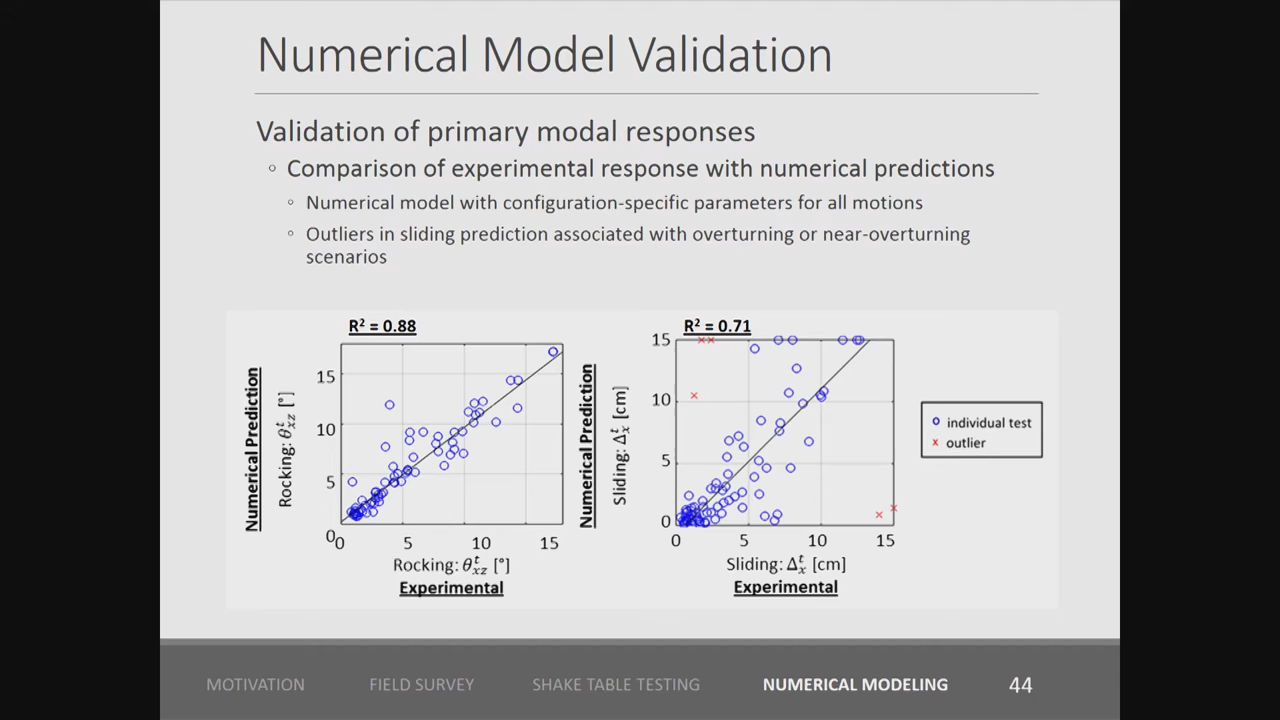 Numerical Model Validation
Validation of primary modal responses
◦ Comparison of experimental response with numerical predictions
◦ Numerical model with configuration-specific parameters for all motions
◦ Outliers in sliding prediction associated with overturning or near-overturning
scenarios
R² = 0.88
Numerical Prediction
Rocking: θᵗxz [°]
15
10
5
0
0 5 10 15
Rocking: θᵗxz [°]
Experimental
R² = 0.71
Numerical Prediction
Sliding: Δᵗx [cm]
15
10
5
0
0 5 10 15
Sliding: Δᵗx [cm]
Experimental
individual test
outlier
MOTIVATION FIELD SURVEY SHAKE TABLE TESTING NUMERICAL MODELING 44